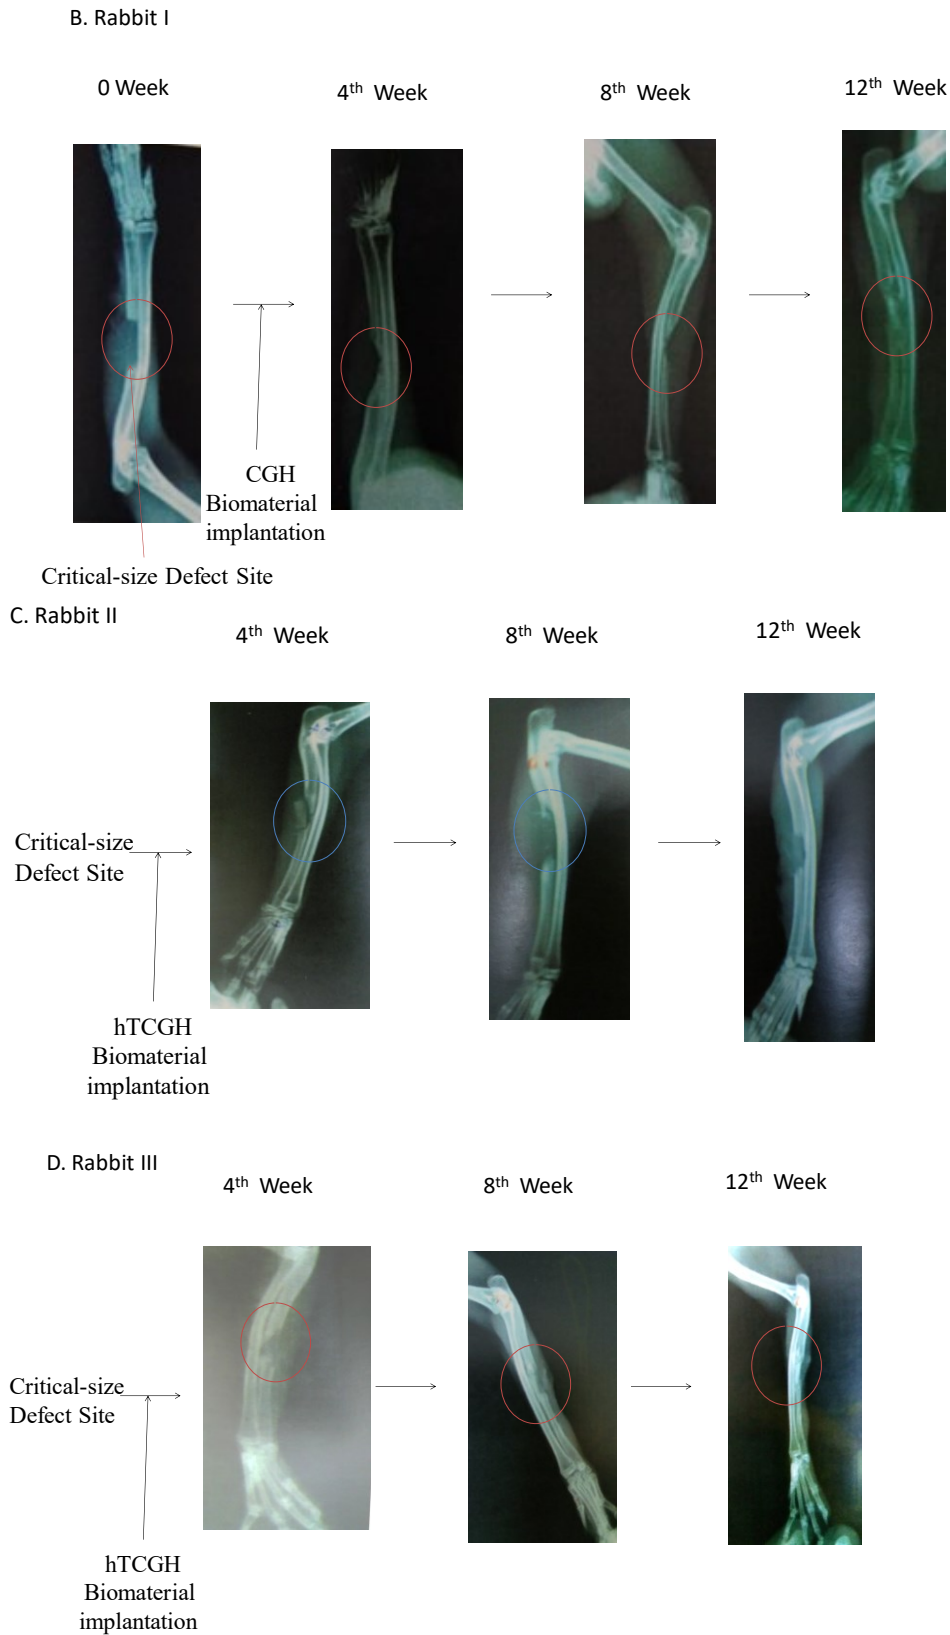 B. Rabbit I
0 Week
4th Week
8th Week
12th Week
CGH
Biomaterial
implantation
Critical-size Defect Site
C. Rabbit II
4th Week
8th Week
12th Week
Critical-size
Defect Site
hTCGH
Biomaterial
implantation
D. Rabbit III
4th Week
8th Week
12th Week
Critical-size
Defect Site
hTCGH
Biomaterial
implantation